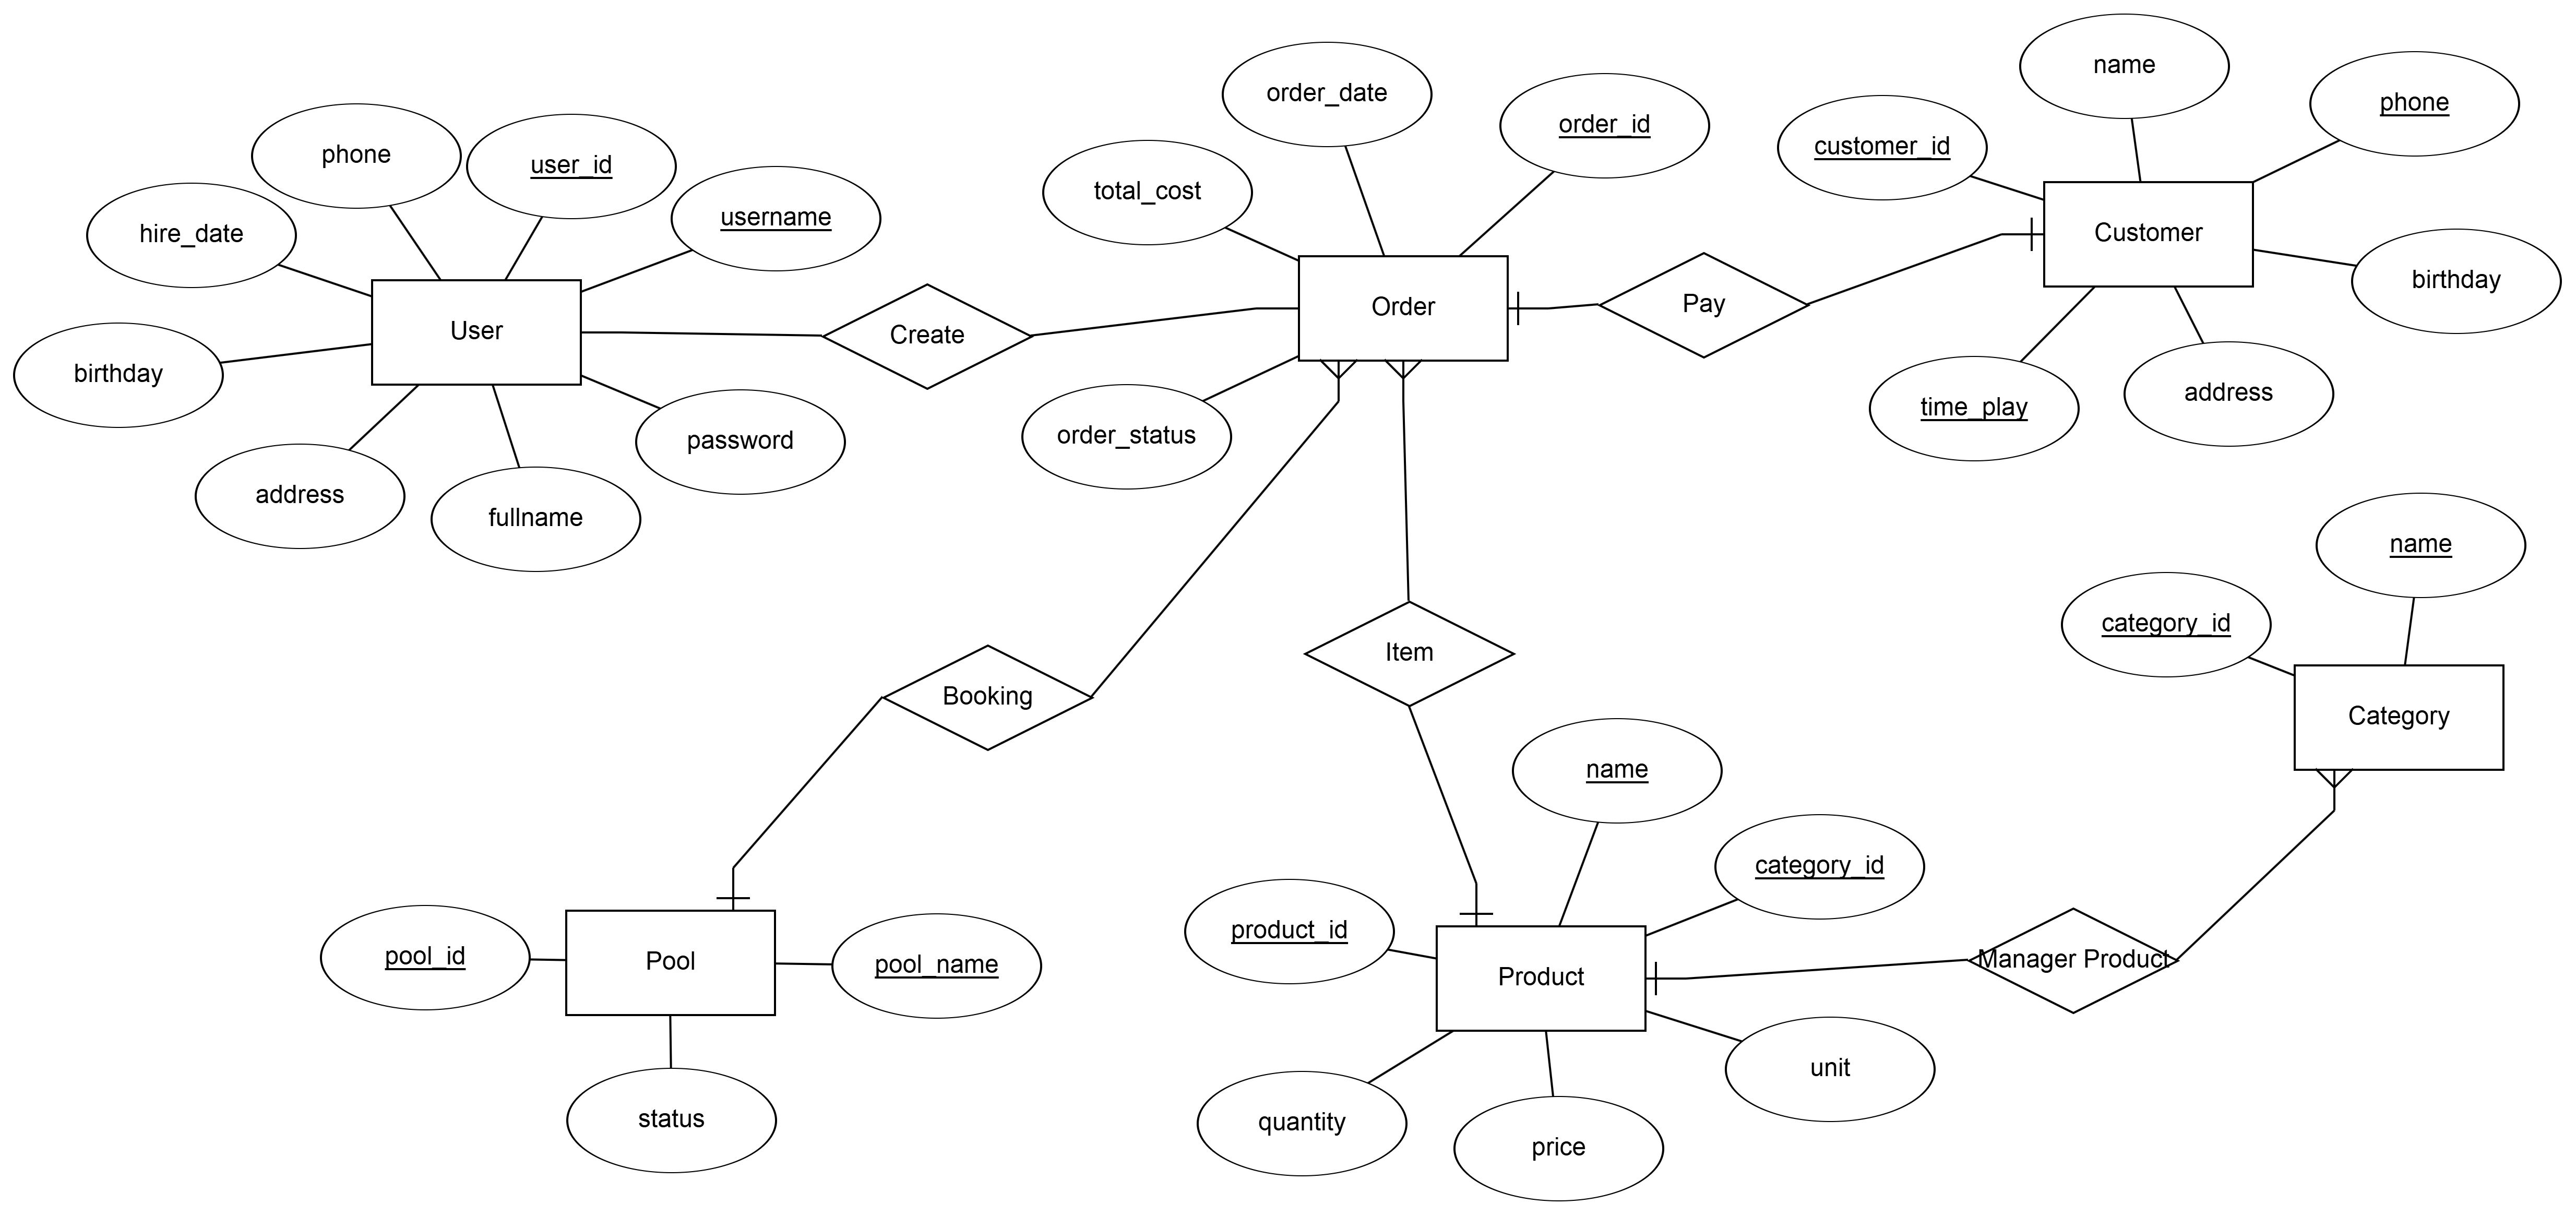 name
order_date
phone
order_id
customer_id
phone
user_id
total_cost
username
hire_date
Customer
birthday
Order
Pay
User
Create
birthday
address
time_play
order_status
password
address
fullname
name
category_id
Item
Booking
Category
name
category_id
product_id
pool_id
Pool
pool_name
Manager Product
Product
unit
status
quantity
price